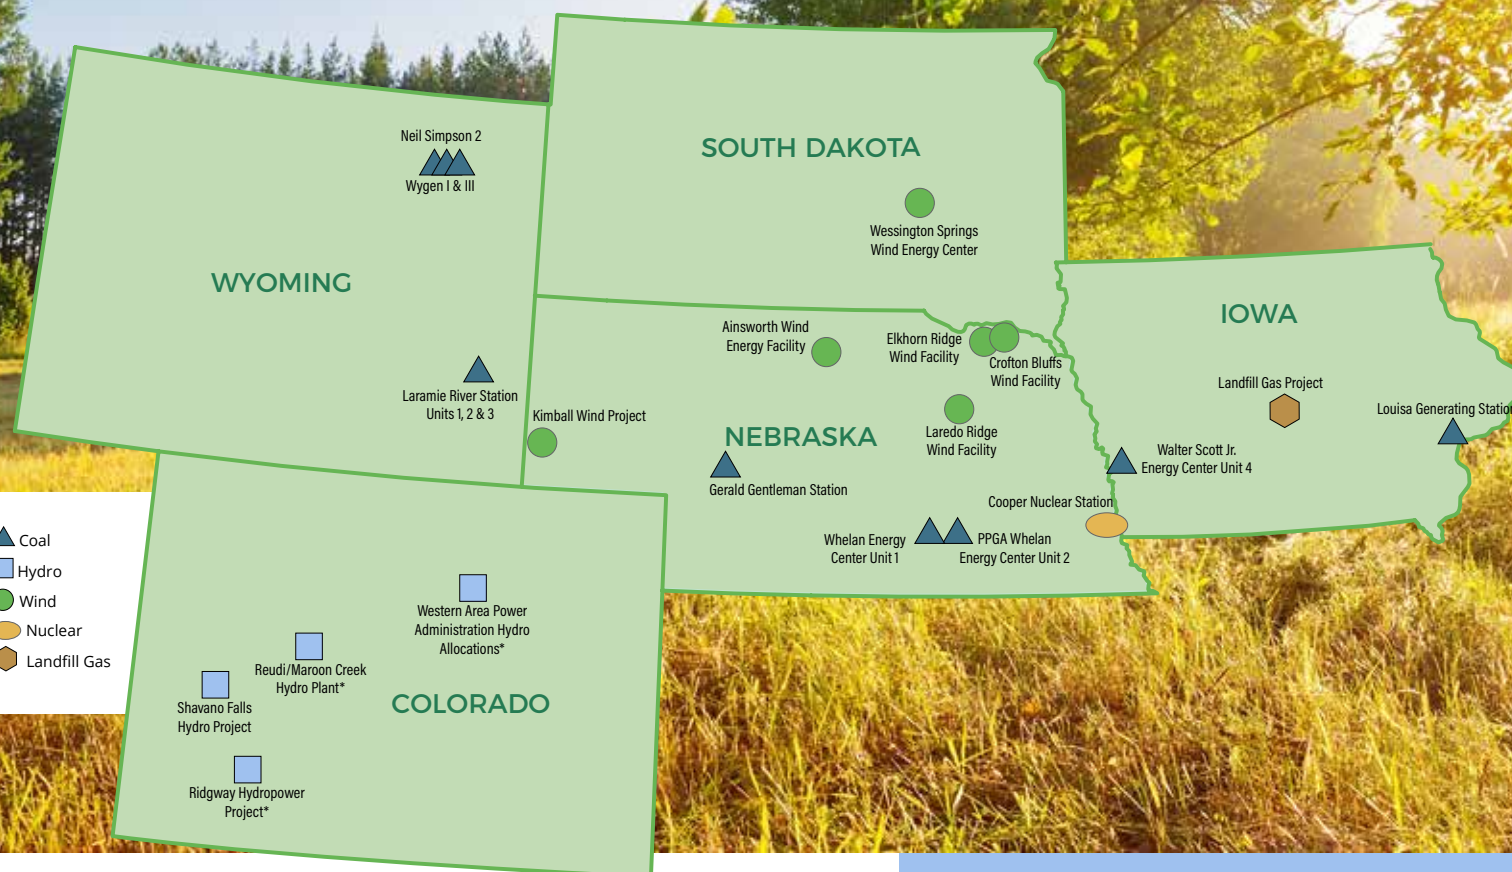 Neil Simpson 2
Wygen I & III
SOUTH DAKOTA
Wessington Springs
Wind Energy Center
WYOMING
IOWA
Ainsworth Wind
Energy Facility
Elkhorn Ridge
Wind Facility
Crofton Bluffs
Wind Facility
Laramie River Station
Units 1, 2 & 3
Kimball Wind Project
Landfill Gas Project
Louisa Generating Station
NEBRASKA
Laredo Ridge
Wind Facility
Walter Scott Jr.
Energy Center Unit 4
Gerald Gentleman Station
Cooper Nuclear Station
Whelan Energy
Center Unit 1
PPGA Whelan
Energy Center Unit 2
Coal
Hydro
Wind
Nuclear
Landfill Gas
Western Area Power
Administration Hydro
Allocations*
Reudi/Maroon Creek
Hydro Plant*
COLORADO
Shavano Falls
Hydro Project
Ridgway Hydropower
Project*